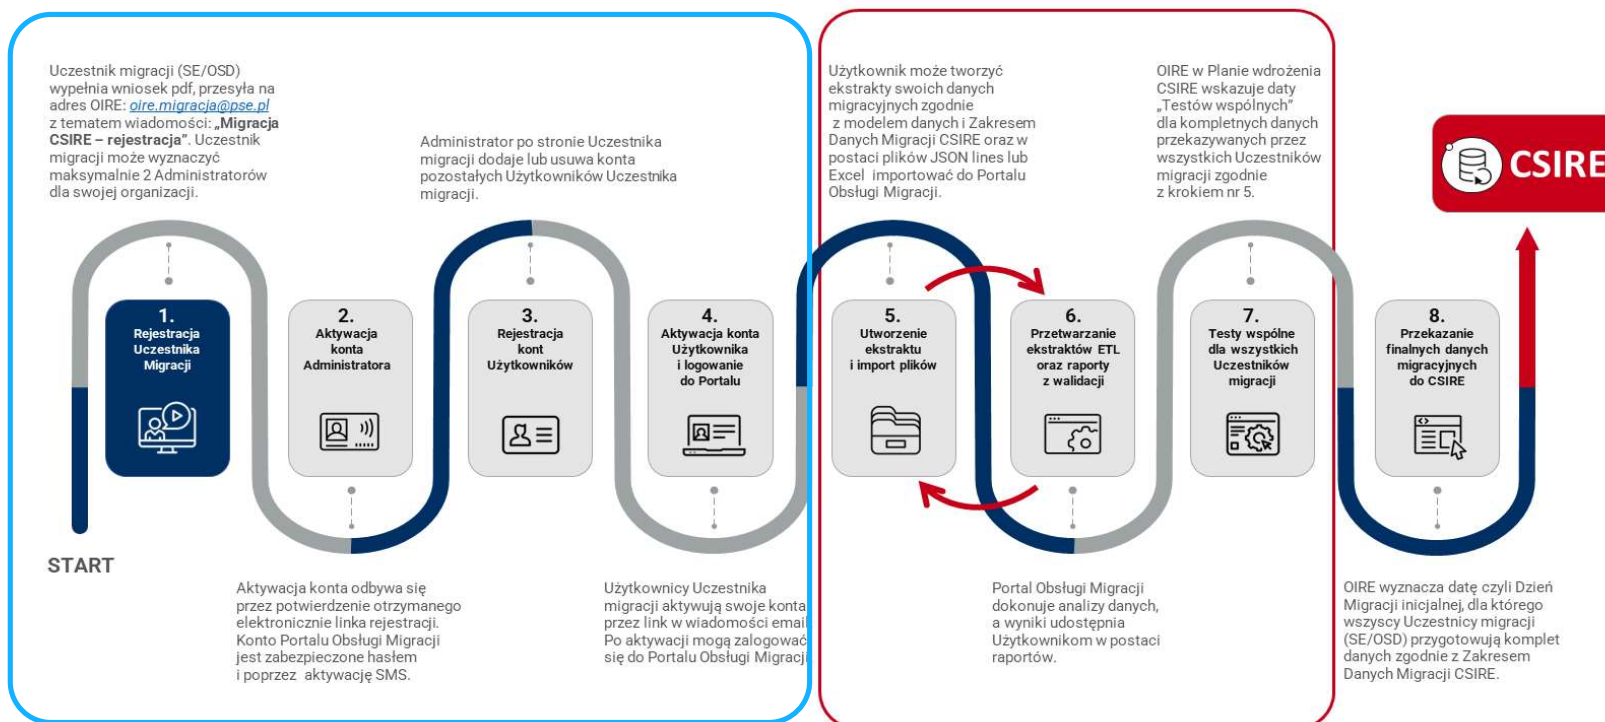 Uczestnik migracji (SE/OSD)
wypełnia wniosek pdf, przesyła na
adres OIRE: oire.migracja@pse.pl
z tematem wiadomości: „Migracja
CSIRE – rejestracja”. Uczestnik
migracji może wyznaczyć
maksymalnie 2 Administratorów
dla swojej organizacji.
Administrator po stronie Uczestnika
migracji dodaje lub usuwa konta
pozostałych Użytkowników Uczestnika
migracji.
Użytkownik może tworzyć
ekstrakty swoich danych
migracyjnych zgodnie
z modelem danych i Zakresem
Danych Migracji CSIRE oraz w
postaci plików JSON lines lub
Excel importować do Portalu
Obsługi Migracji.
OIRE w Planie wdrożenia
CSIRE wskazuje daty
„Testów wspólnych”
dla kompletnych danych
przekazywanych przez
wszystkich Uczestników
migracji zgodnie
z krokiem nr 5.
CSIRE
1.
Rejestracja
Uczestnika
Migracji
2.
Aktywacja
konta
Administratora
3.
Rejestracja
kont
Użytkowników
4.
Aktywacja konta
Użytkownika
i logowanie
do Portalu
5.
Utworzenie
ekstraktu
i import plików
6.
Przetwarzanie
ekstraktów ETL
oraz raporty
z walidacji
7.
Testy wspólne
dla wszystkich
Uczestników
migracji
8.
Przekazanie
finalnych danych
migracyjnych
do CSIRE
START
Aktywacja konta odbywa się
przez potwierdzenie otrzymanego
elektronicznie linka rejestracji.
Konto Portalu Obsługi Migracji
jest zabezpieczone hasłem
i poprzez aktywację SMS.
Użytkownicy Uczestnika
migracji aktywują swoje konta
przez link w wiadomości email
Po aktywacji mogą zalogować
się do Portalu Obsługi Migracji
Portal Obsługi Migracji
dokonuje analizy danych,
a wyniki udostępnia
Użytkownikom w postaci
raportów.
OIRE wyznacza datę czyli Dzień
Migracji inicjalnej, dla którego
wszyscy Uczestnicy migracji
(SE/OSD) przygotowują komplet
danych zgodnie z Zakresem
Danych Migracji CSIRE.